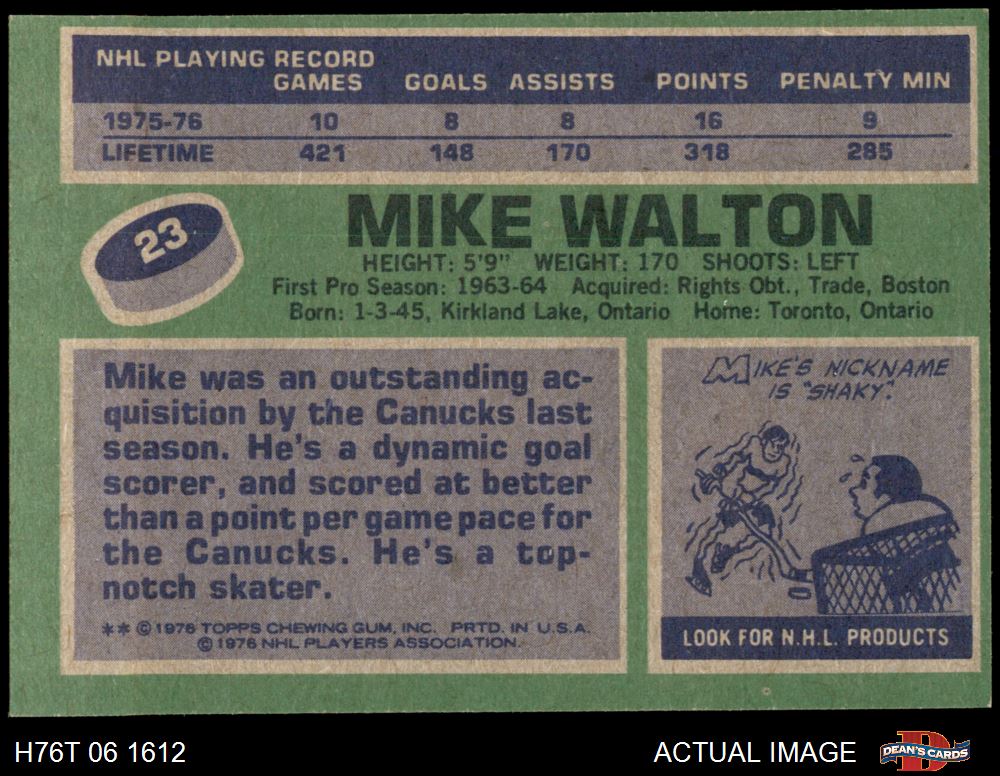 NHL PLAYING RECORD
GAMES GOALS ASSISTS POINTS PENALTY MIN
1975-76 10 8 8 16 9
LIFETIME 421 148 170 318 285
23
MIKE WALTON
HEIGHT: 5'9" WEIGHT: 170 SHOOTS: LEFT
First Pro Season: 1963-64 Acquired: Rights Obt., Trade, Boston
Born: 1-3-45, Kirkland Lake, Ontario Home: Toronto, Ontario
Mike was an outstanding ac-
quisition by the Canucks last
season. He's a dynamic goal
scorer, and scored at better
than a point per game pace for
the Canucks. He's a top-
notch skater.
** © 1976 TOPPS CHEWING GUM, INC. PRTD. IN U.S.A.
© 1976 NHL PLAYERS ASSOCIATION.
MIKE'S NICKNAME
IS "SHAKY".
LOOK FOR N.H.L. PRODUCTS
H76T 06 1612
ACTUAL IMAGE
D
DEAN'S CARDS